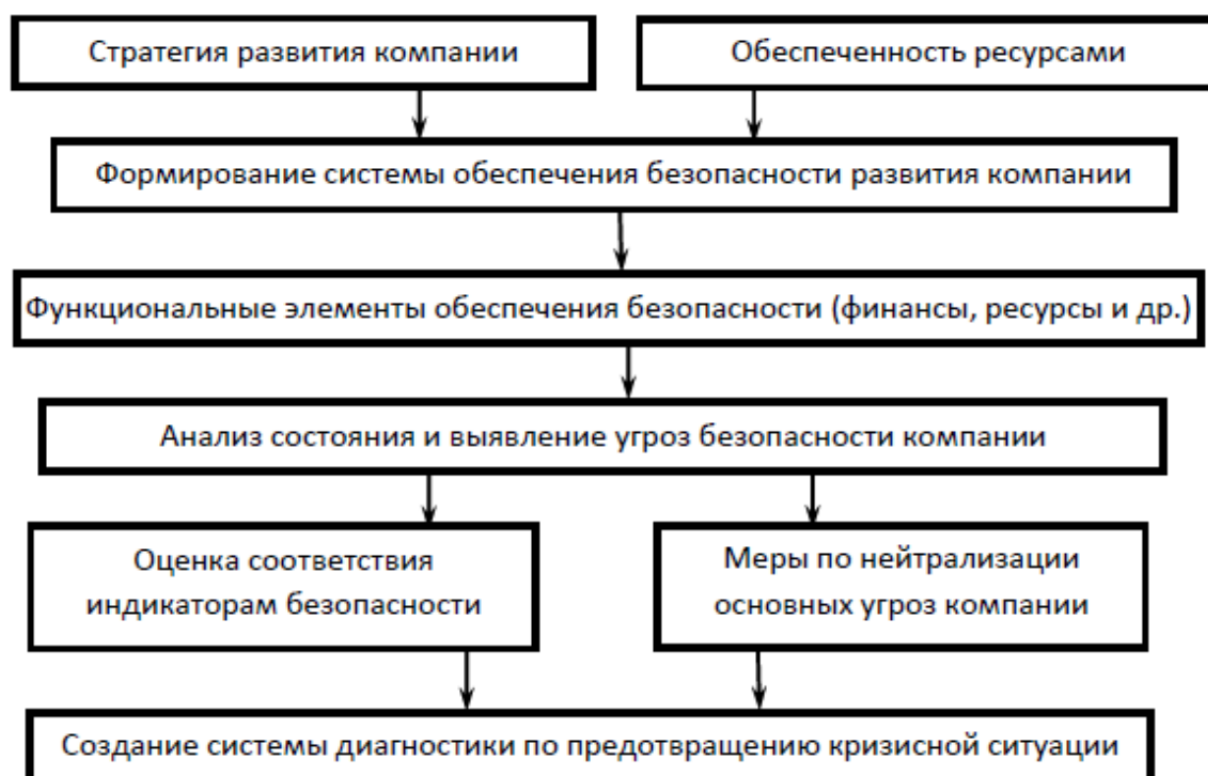 Стратегия развития компании
Обеспеченность ресурсами
Формирование системы обеспечения безопасности развития компании
Функциональные элементы обеспечения безопасности (финансы, ресурсы и др.)
Анализ состояния и выявление угроз безопасности компании
Оценка соответствия
индикаторам безопасности
Меры по нейтрализации
основных угроз компании
Создание системы диагностики по предотвращению кризисной ситуации